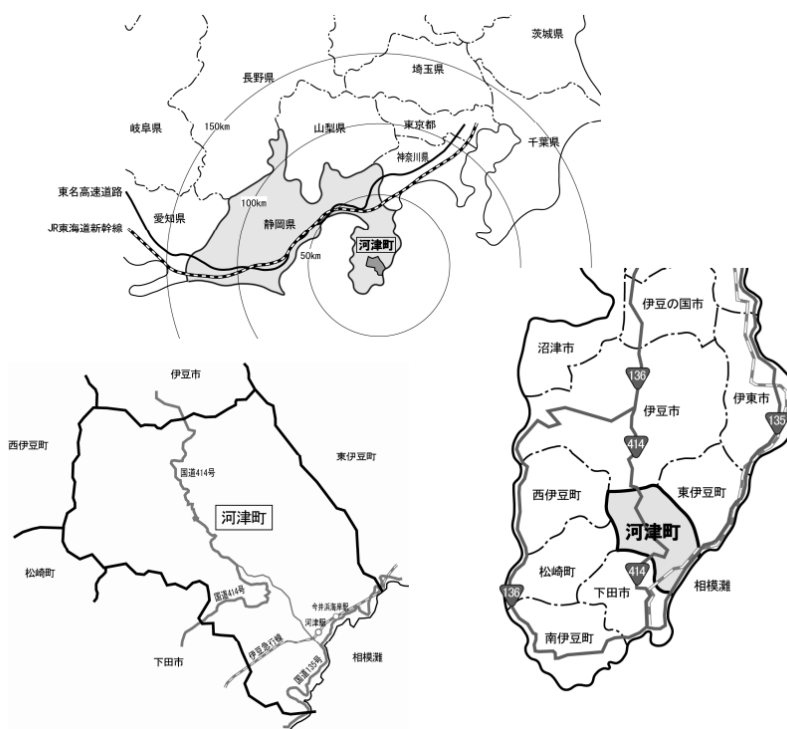 茨城県
長野県
埼玉県
岐阜県
150km
山梨県
東京都
神奈川県
千葉県
東名高速道路
愛知県
100km
静岡県
JR東海道新幹線
河津町
50km
伊豆の国市
沼津市
136
伊東市
135
伊豆市
414
西伊豆町
東伊豆町
河津町
松崎町
414
下田市
相模灘
136
南伊豆町
伊豆市
西伊豆町
東伊豆町
国道414号
河津町
松崎町
国道414号
今井浜海岸駅
河津駅
伊豆急行線
相模灘
下田市
国道135号